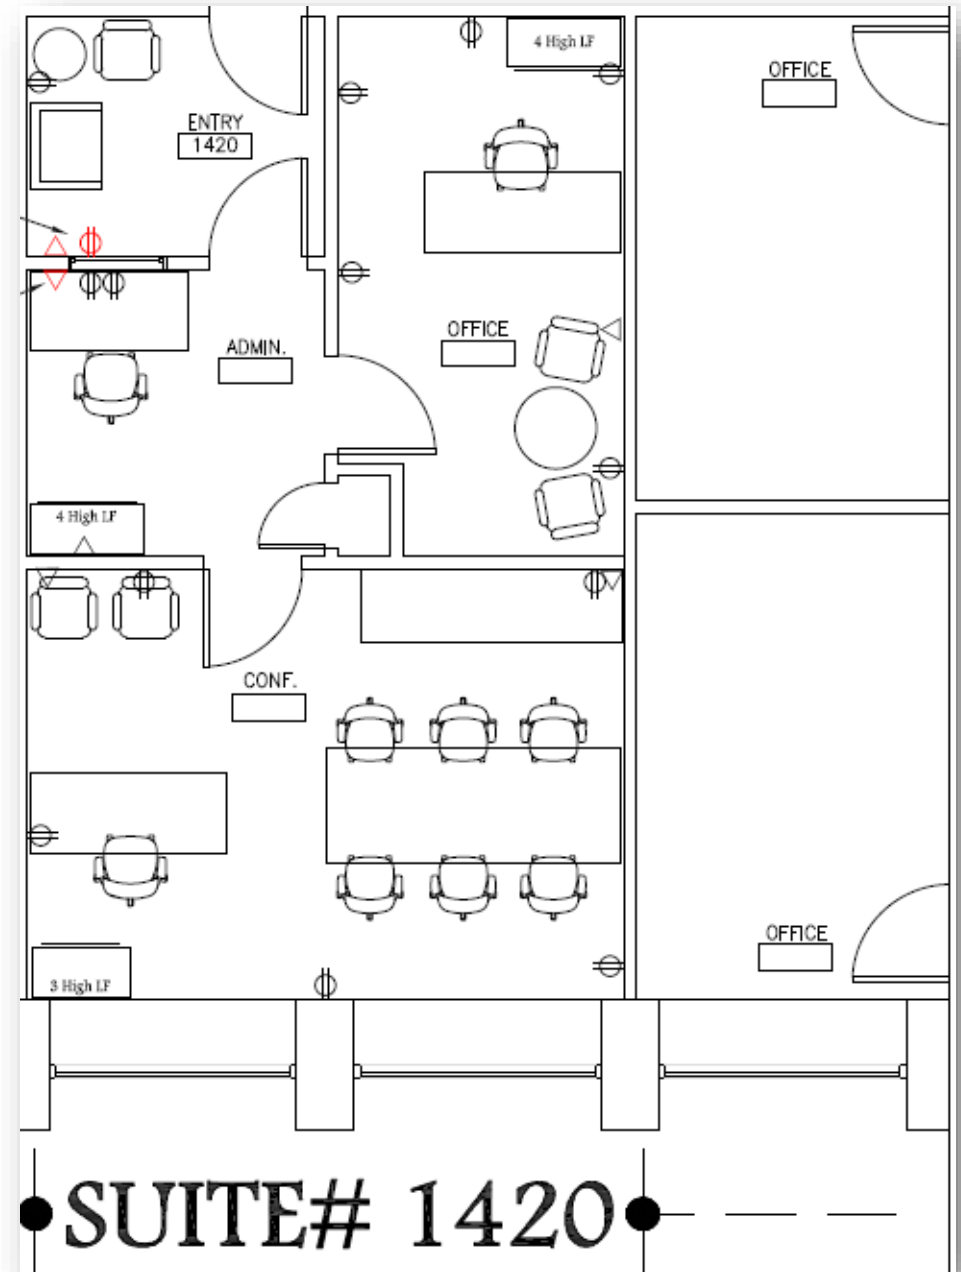 4 High LF
OFFICE
ENTRY
1420
OFFICE
ADMIN.
4 High LF
CONF.
OFFICE
3 High LF
SUITE# 1420